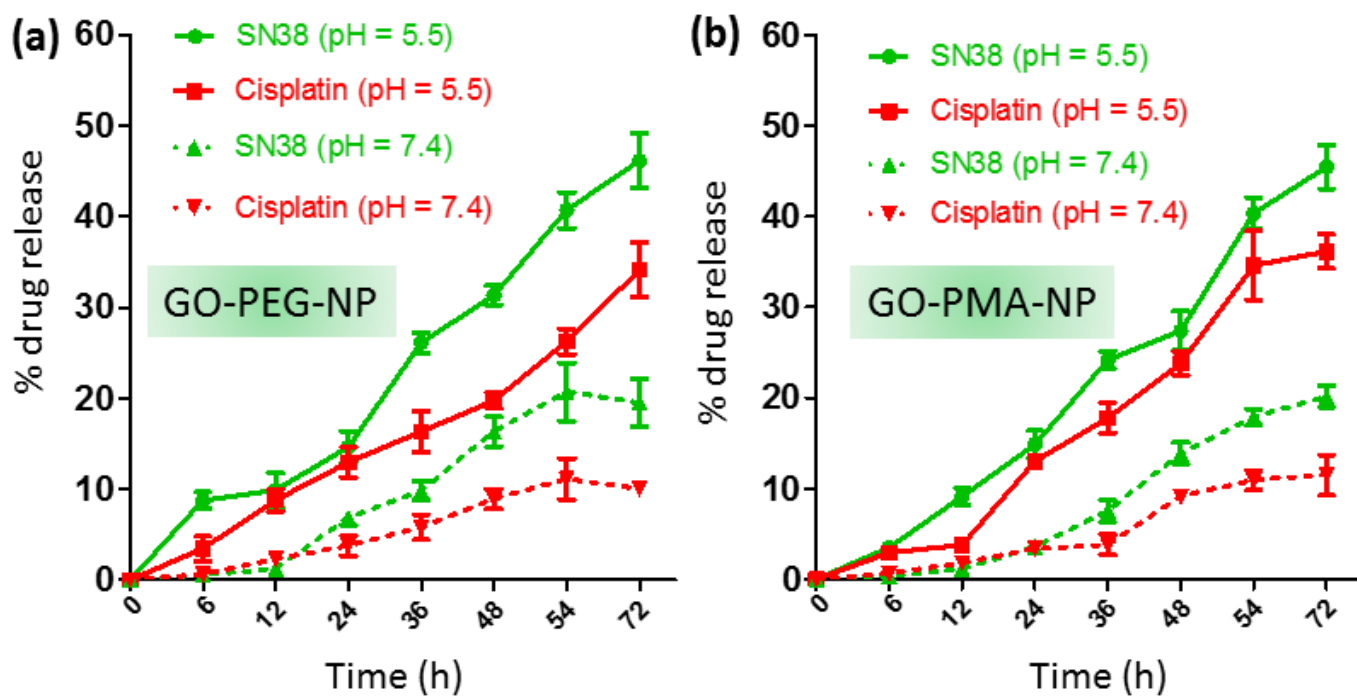 (a)
SN38 (pH = 5.5)
Cisplatin (pH = 5.5)
SN38 (pH = 7.4)
Cisplatin (pH = 7.4)
GO-PEG-NP
% drug release
60
50
40
30
20
10
0
0 6 12 24 36 48 54 72
Time (h)
(b)
SN38 (pH = 5.5)
Cisplatin (pH = 5.5)
SN38 (pH = 7.4)
Cisplatin (pH = 7.4)
GO-PMA-NP
% drug release
60
50
40
30
20
10
0
0 6 12 24 36 48 54 72
Time (h)